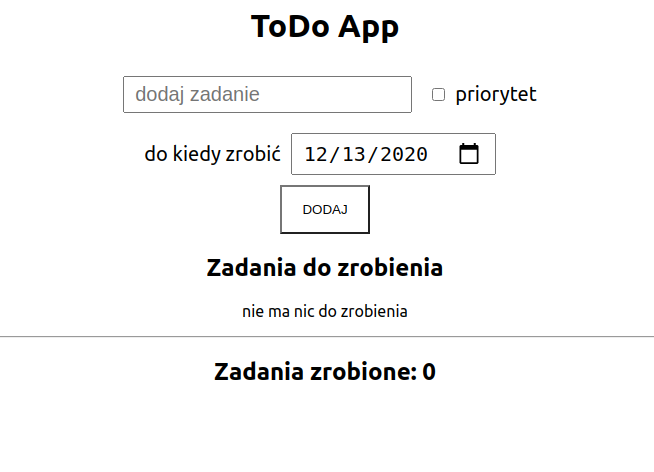 ToDo App
dodaj zadanie priorytet
do kiedy zrobić 12/13/2020
DODAJ
Zadania do zrobienia
nie ma nic do zrobienia
Zadania zrobione: 0